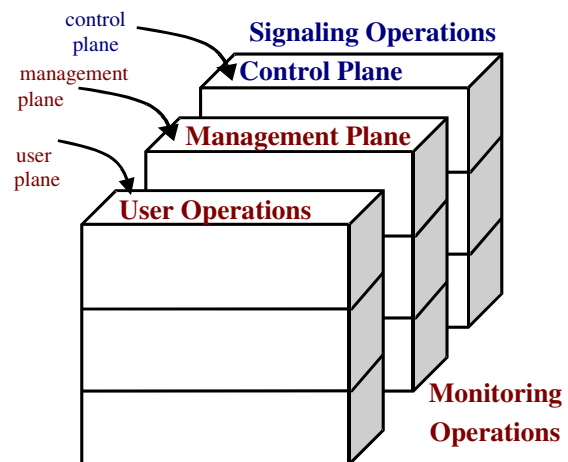 control
plane
Signaling Operations
Control Plane
management
plane
Management Plane
user
plane
User Operations
Monitoring
Operations